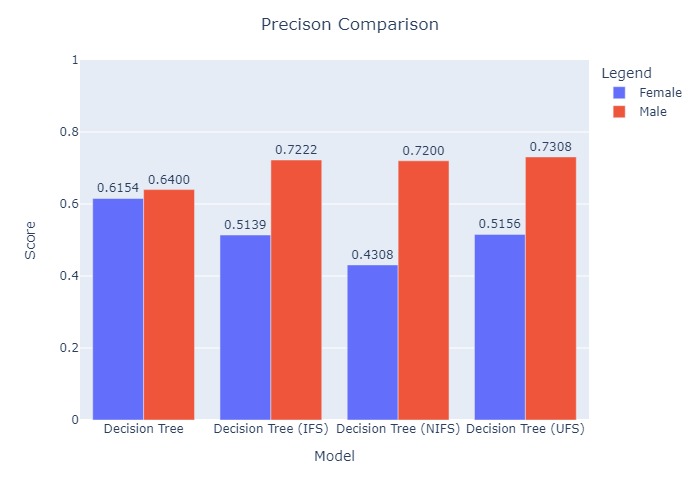 Precison Comparison
1
0.8
0.6
0.4
0.2
0
Score
0.6154
0.6400
0.5139
0.7222
0.4308
0.7200
0.5156
0.7308
Decision Tree
Decision Tree (IFS)
Decision Tree (NIFS)
Decision Tree (UFS)
Model
Legend
Female
Male